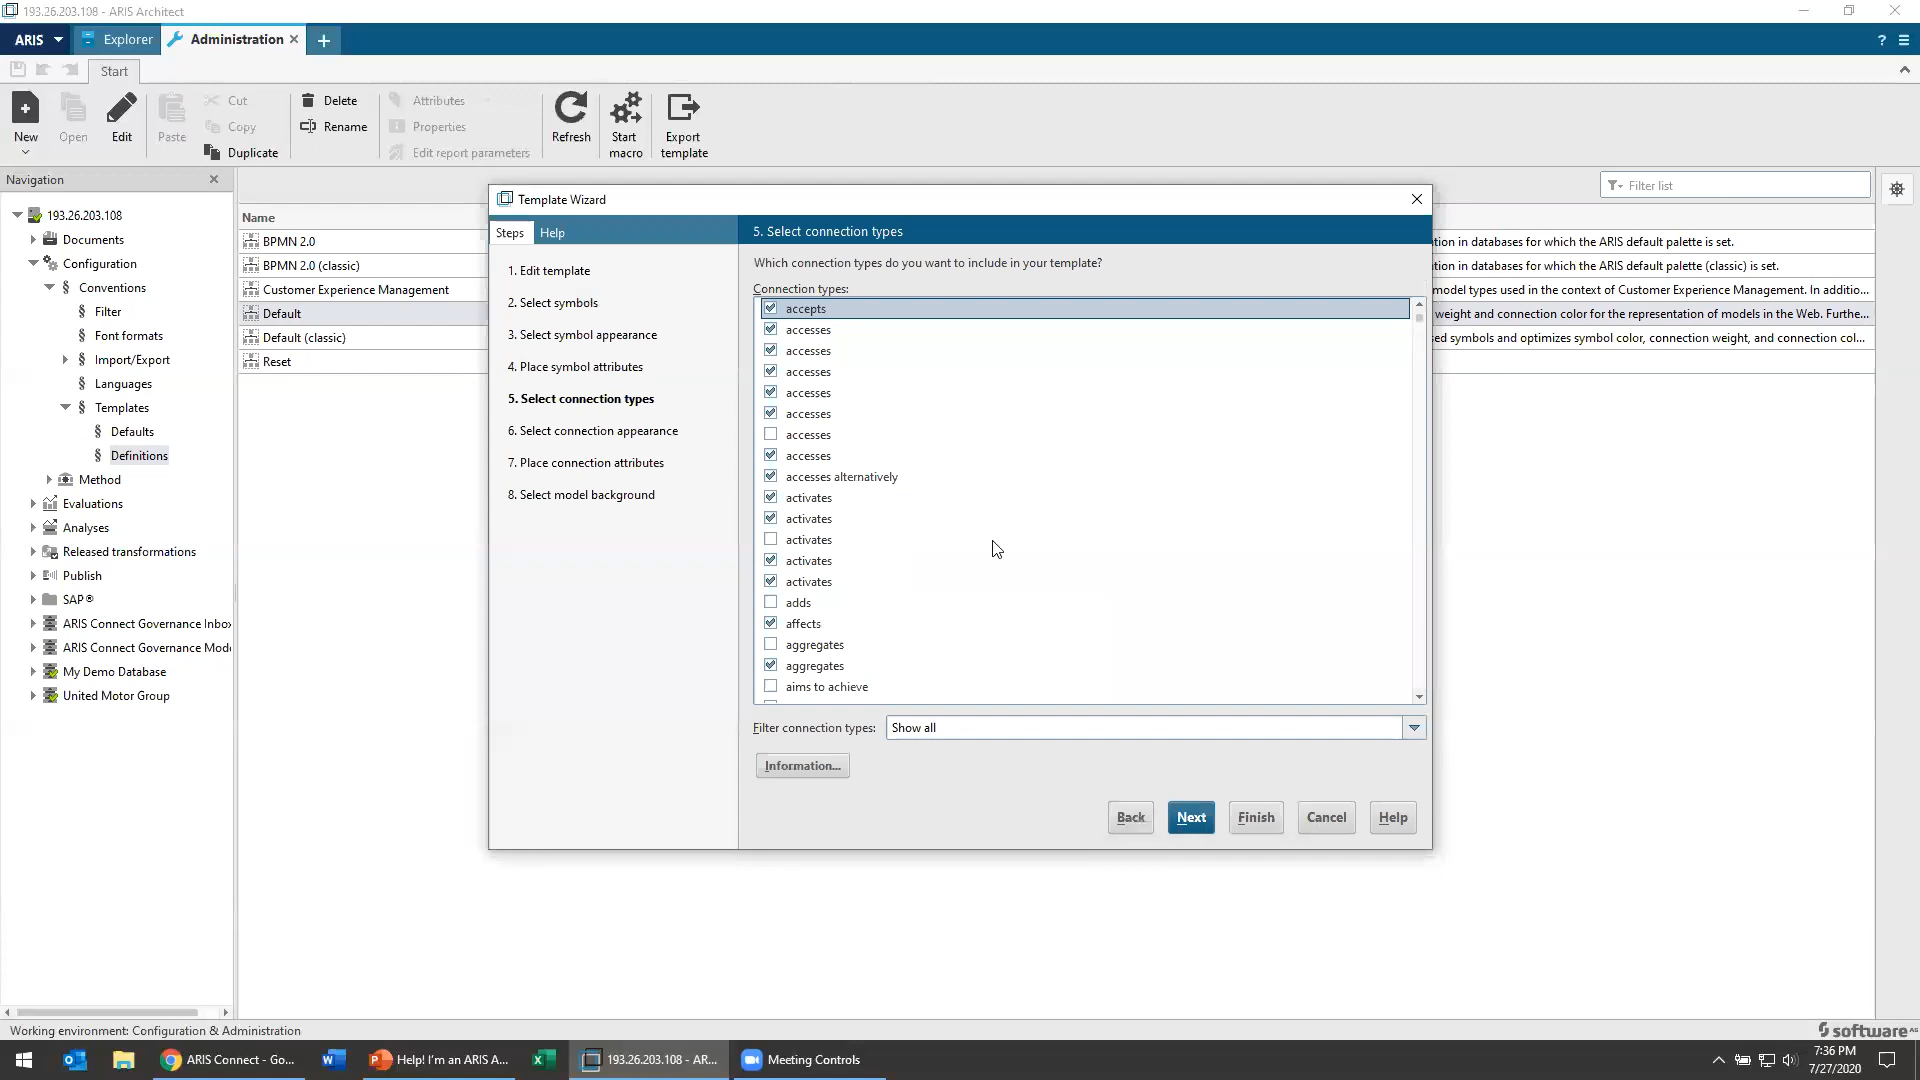 193.26.203.108 - ARIS Architect
ARIS
Explorer
Administration
?
Start
New
Open
Edit
Paste
Cut
Copy
Duplicate
Delete
Rename
Attributes
Properties
Edit report parameters
Refresh
Start macro
Export template
Navigation
193.26.203.108
Documents
Configuration
Conventions
Filter
Font formats
Import/Export
Languages
Templates
Defaults
Definitions
Method
Evaluations
Analyses
Released transformations
Publish
SAP®
ARIS Connect Governance Inbo
ARIS Connect Governance Mod
My Demo Database
United Motor Group
Filter list
Name
BPMN 2.0
BPMN 2.0 (classic)
Customer Experience Management
Default
Default (classic)
Reset
tion in databases for which the ARIS default palette is set.
tion in databases for which the ARIS default palette (classic) is set.
model types used in the context of Customer Experience Management. In additio...
weight and connection color for the representation of models in the Web. Furthe...
ed symbols and optimizes symbol color, connection weight, and connection col...
Template Wizard
Steps
Help
1. Edit template
2. Select symbols
3. Select symbol appearance
4. Place symbol attributes
5. Select connection types
6. Select connection appearance
7. Place connection attributes
8. Select model background
5. Select connection types
Which connection types do you want to include in your template?
Connection types:
accepts
accesses
accesses
accesses
accesses
accesses
accesses
accesses
accesses alternatively
activates
activates
activates
activates
activates
adds
affects
aggregates
aggregates
aims to achieve
Filter connection types:
Show all
Information...
Back
Next
Finish
Cancel
Help
Working environment: Configuration & Administration
software AG
ARIS Connect - Go...
Help! I'm an ARIS A...
193.26.203.108 - AR...
Meeting Controls
7:36 PM
7/27/2020